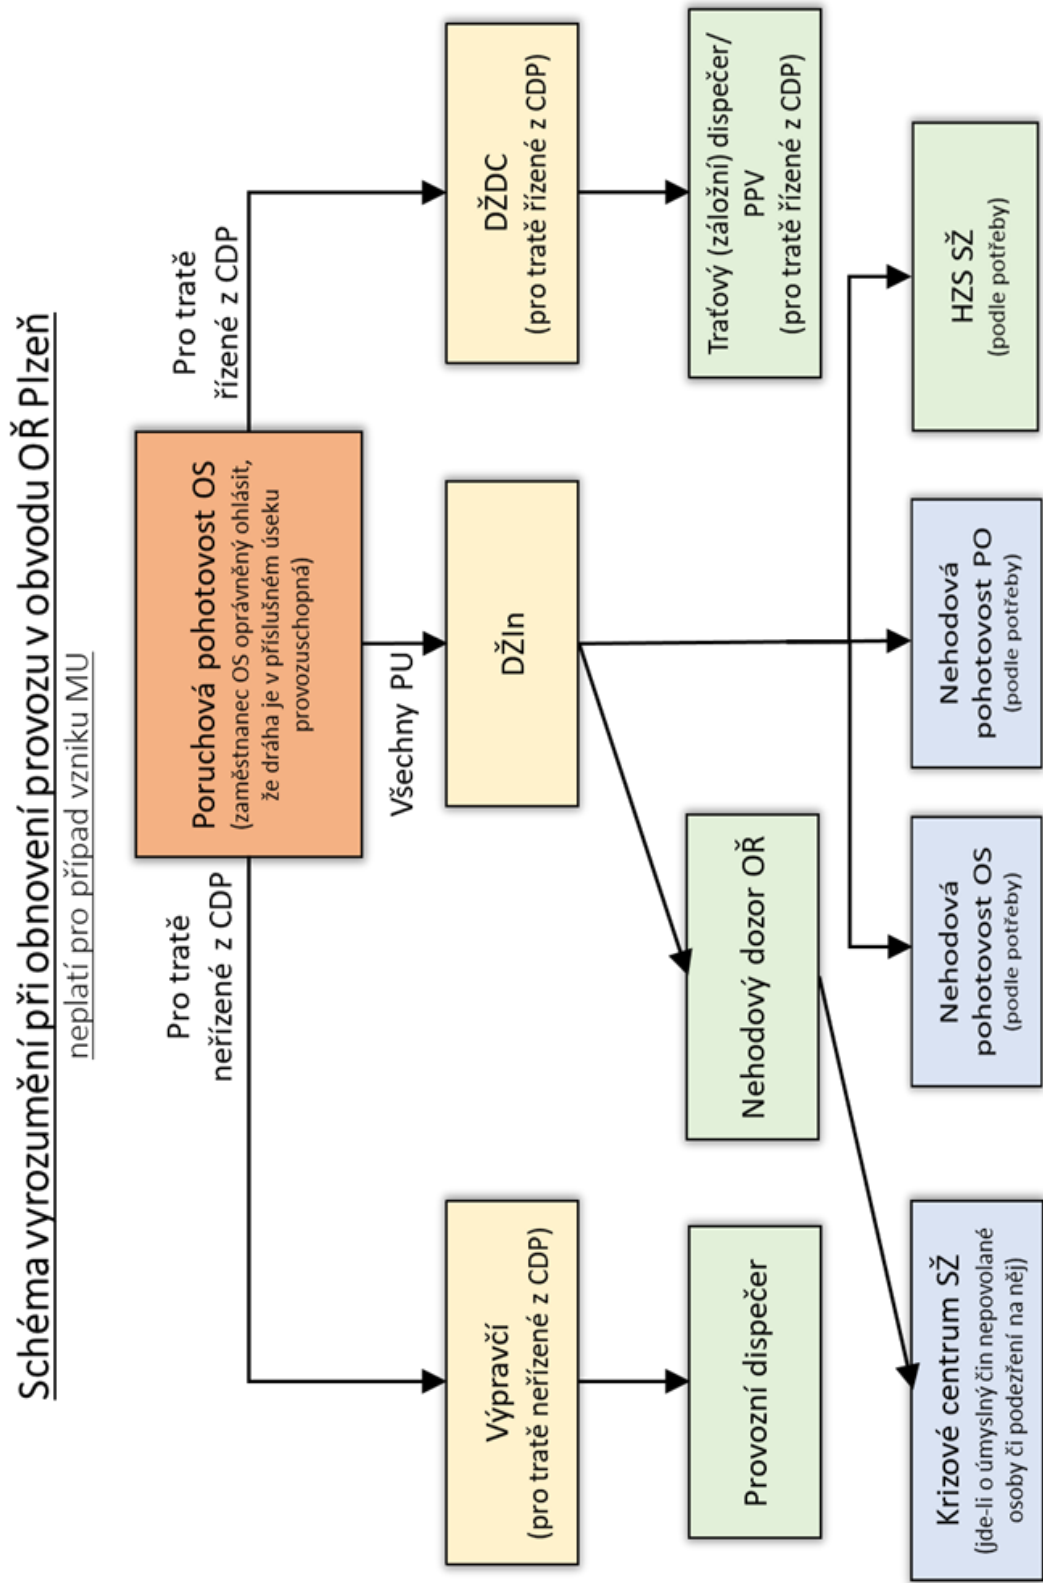 Schéma vyrozumění při obnovení provozu v obvodu OŘ Plzeň
neplatí pro případ vzniku MU
Poruchová pohotovost OS
(zaměstnanec OS oprávněný ohlásit,
že dráha je v příslušném úseku
provozuschopná)
Pro tratě
neřízené z CDP
Všechny PU
Pro tratě
řízené z CDP
Výpravčí
(pro tratě neřízené z CDP)
DŽIn
DŽDC
(pro tratě řízené z CDP)
Provozní dispečer
Nehodový dozor OŘ
Traťový (záložní) dispečer/
PPV
(pro tratě řízené z CDP)
Krizové centrum SŽ
(jde-li o úmyslný čin nepovolané
osoby či podezření na něj)
Nehodová
pohotovost OS
(podle potřeby)
Nehodová
pohotovost PO
(podle potřeby)
HZS SŽ
(podle potřeby)